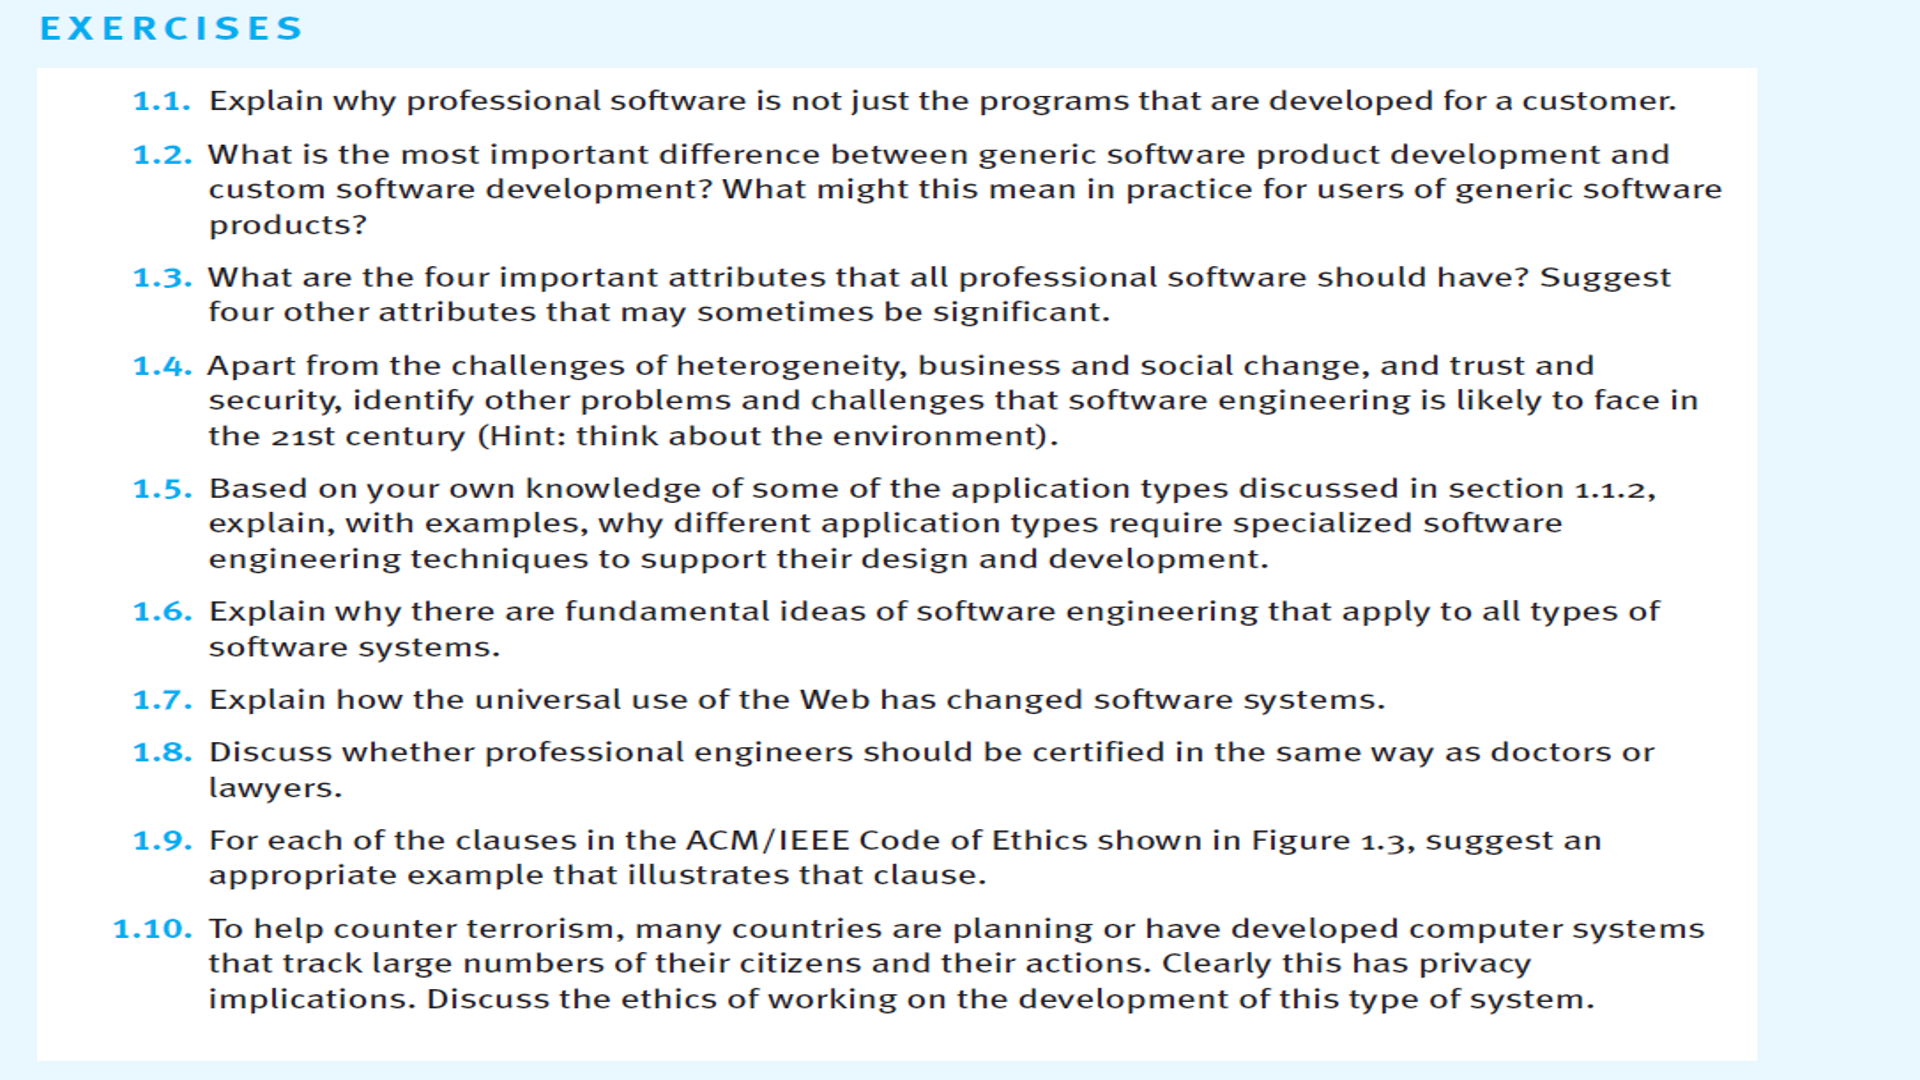 EXERCISES
1.1. Explain why professional software is not just the programs that are developed for a customer.
1.2. What is the most important difference between generic software product development and
custom software development? What might this mean in practice for users of generic software
products?
1.3. What are the four important attributes that all professional software should have? Suggest
four other attributes that may sometimes be significant.
1.4. Apart from the challenges of heterogeneity, business and social change, and trust and
security, identify other problems and challenges that software engineering is likely to face in
the 21st century (Hint: think about the environment).
1.5. Based on your own knowledge of some of the application types discussed in section 1.1.2,
explain, with examples, why different application types require specialized software
engineering techniques to support their design and development.
1.6. Explain why there are fundamental ideas of software engineering that apply to all types of
software systems.
1.7. Explain how the universal use of the Web has changed software systems.
1.8. Discuss whether professional engineers should be certified in the same way as doctors or
lawyers.
1.9. For each of the clauses in the ACM/IEEE Code of Ethics shown in Figure 1.3, suggest an
appropriate example that illustrates that clause.
1.10. To help counter terrorism, many countries are planning or have developed computer systems
that track large numbers of their citizens and their actions. Clearly this has privacy
implications. Discuss the ethics of working on the development of this type of system.